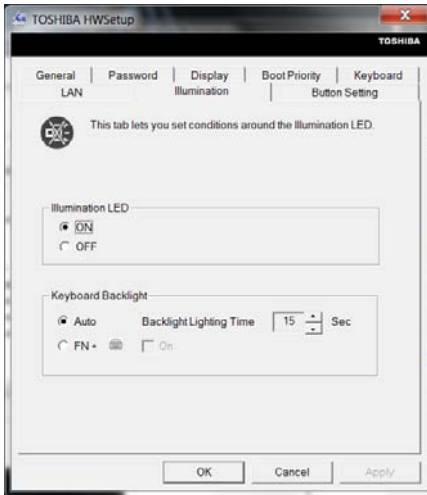 TOSHIBA HWSetup
TOSHIBA
General Password Display Boot Priority Keyboard
LAN Illumination Button Setting
This tab lets you set conditions around the Illumination LED.
Illumination LED
ON
OFF
Keyboard Backlight
Auto Backlight Lighting Time 15 Sec
FN + On
OK Cancel Apply